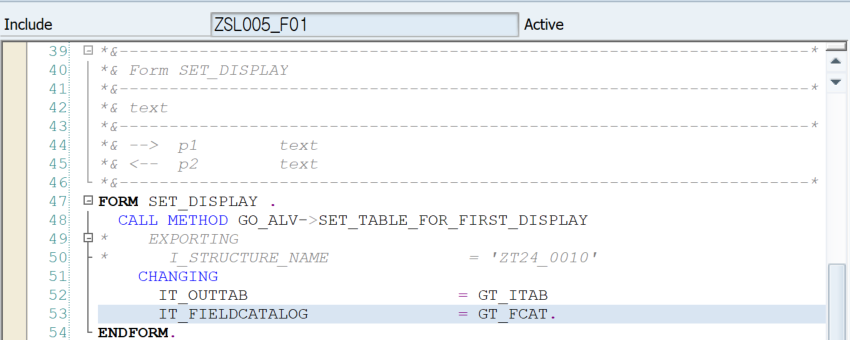 Include ZSL005_F01 Active
39 *&---------------------------------------------------------------------*
40 *& Form SET_DISPLAY
41 *&---------------------------------------------------------------------*
42 *& text
43 *&---------------------------------------------------------------------*
44 *& --> p1 text
45 *& <-- p2 text
46 *&---------------------------------------------------------------------*
47 FORM SET_DISPLAY .
48 CALL METHOD GO_ALV->SET_TABLE_FOR_FIRST_DISPLAY
49 * EXPORTING
50 * I_STRUCTURE_NAME = 'ZT24_0010'
51 CHANGING
52 IT_OUTTAB = GT_ITAB
53 IT_FIELDCATALOG = GT_FCAT.
54 ENDFORM.